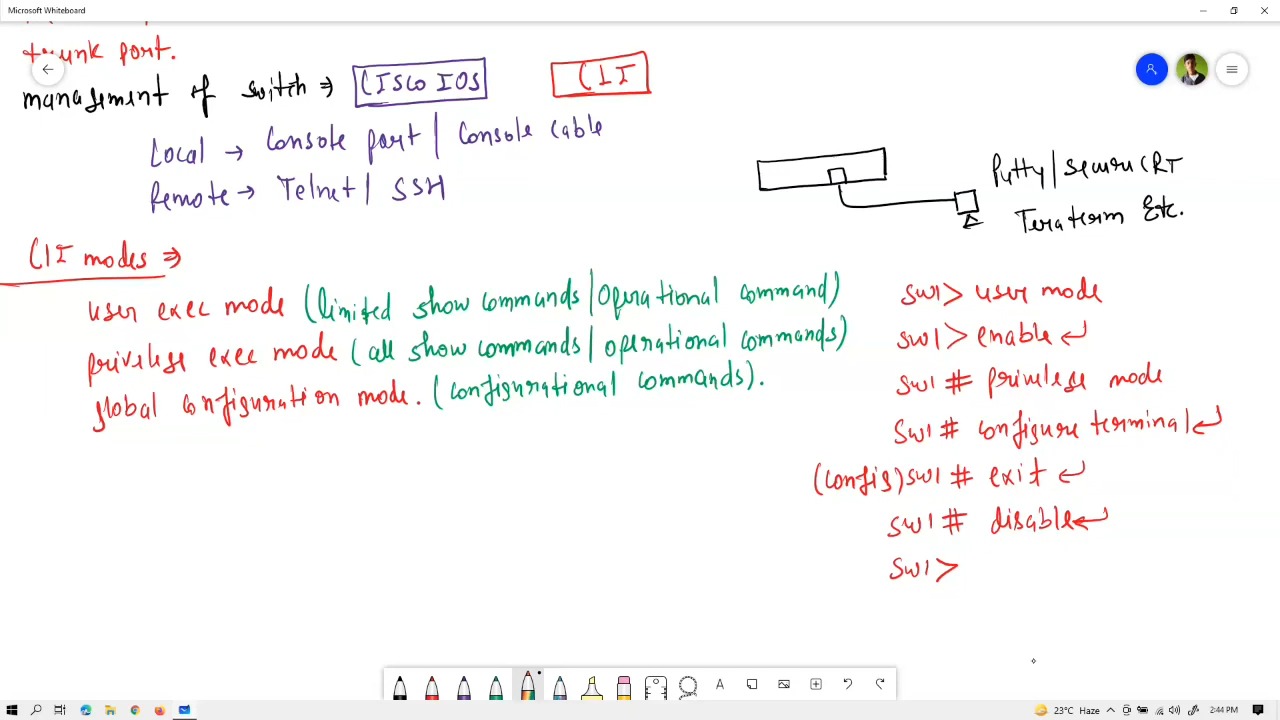 Microsoft Whiteboard
trunk port.
management of switch ⇒ CISCO IOS CLI
Local → Console port | Console cable
Remote → Telnet | SSH
Putty | Secure CRT
Teraterm Etc.
CLI modes ⇒
user exec mode (limited show commands | operational command)
privilege exec mode (all show commands | operational commands)
global configuration mode. (configurational commands).
sw1> user mode
sw1> enable ↵
sw1 # privilege mode
sw1 # configure terminal ↵
(config)sw1 # exit ↵
sw1 # disable ↵
sw1>
23°C Haze
2:44 PM